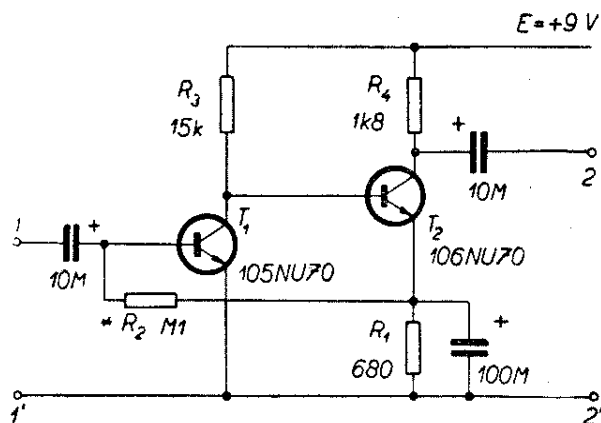 E = +9 V
R3
15k
R4
1k8
+
10M
2
1
+
10M
T1
105NU70
T2
106NU70
* R2 M1
R1
680
+
100M
1'
2'